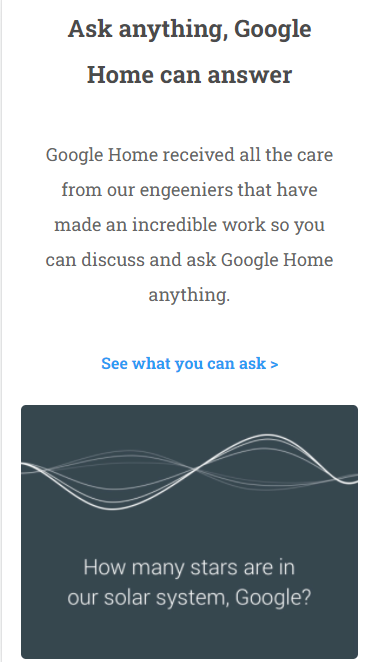 Ask anything, Google
Home can answer
Google Home received all the care
from our engeeniers that have
made an incredible work so you
can discuss and ask Google Home
anything.
See what you can ask >
How many stars are in
our solar system, Google?